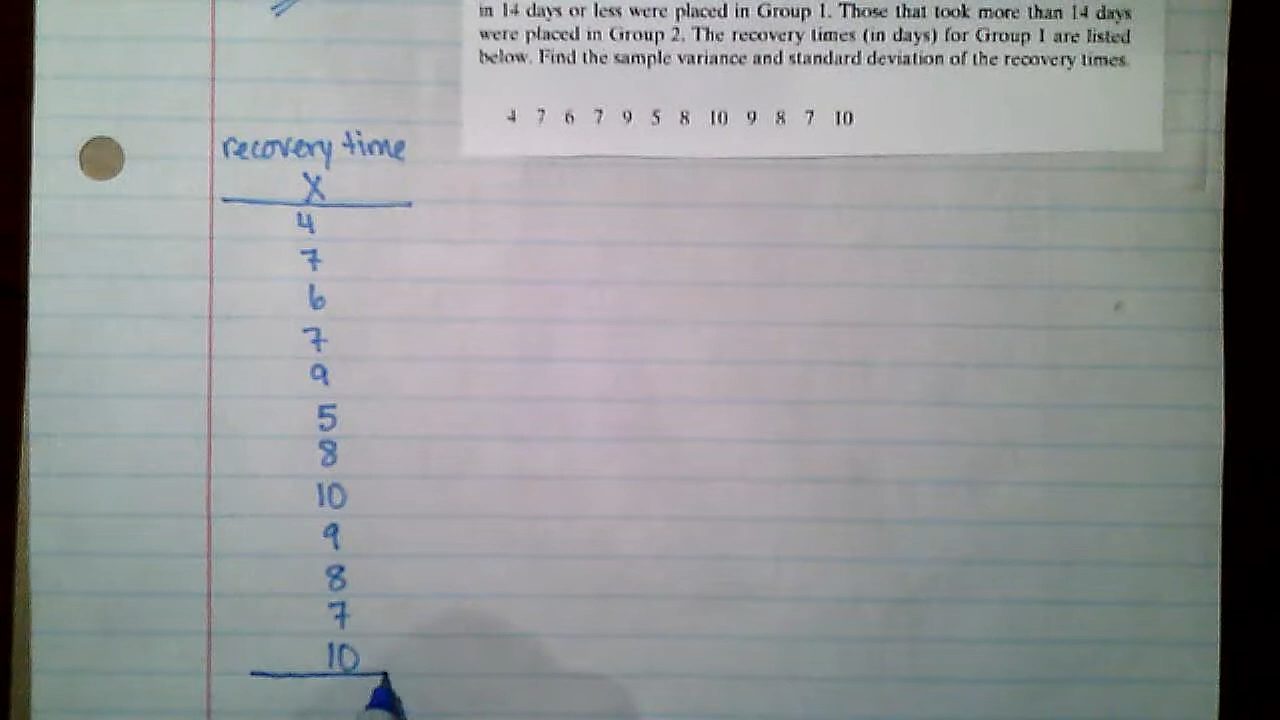 in 14 days or less were placed in Group 1. Those that took more than 14 days
were placed in Group 2. The recovery times (in days) for Group 1 are listed
below. Find the sample variance and standard deviation of the recovery times.
4 7 6 7 9 5 8 10 9 8 7 10
recovery time
X
4
7
6
7
9
5
8
10
9
8
7
10